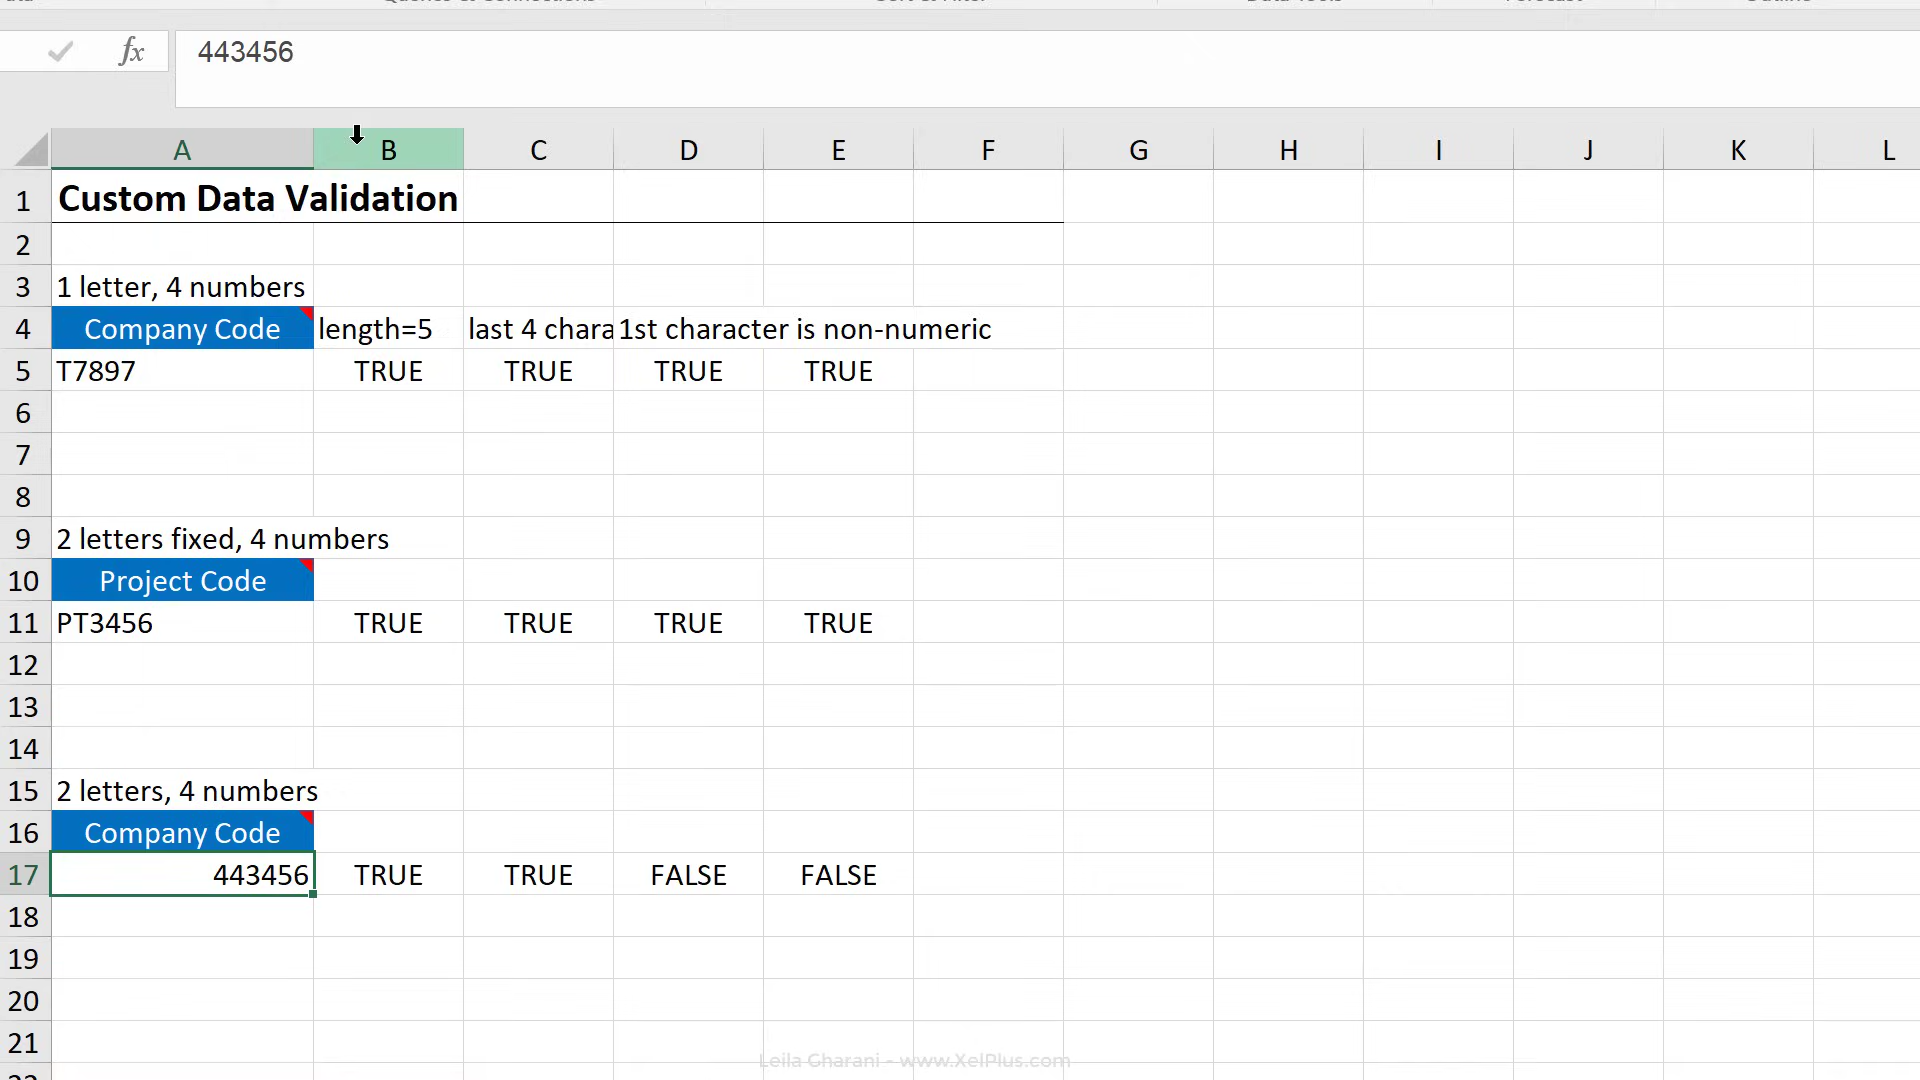 fx 443456
A B C D E F G H I J K L
1 Custom Data Validation
2
3 1 letter, 4 numbers
4 Company Code length=5 last 4 chara 1st character is non-numeric
5 T7897 TRUE TRUE TRUE TRUE
6
7
8
9 2 letters fixed, 4 numbers
10 Project Code
11 PT3456 TRUE TRUE TRUE TRUE
12
13
14
15 2 letters, 4 numbers
16 Company Code
17 443456 TRUE TRUE FALSE FALSE
18
19
20
21
Leila Gharani - www.XelPlus.com